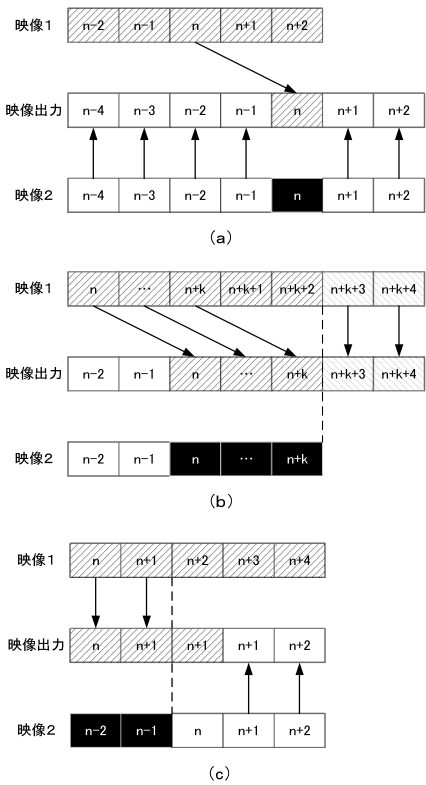 映像1 n-2 n-1 n n+1 n+2
映像出力 n-4 n-3 n-2 n-1 n n+1 n+2
映像2 n-4 n-3 n-2 n-1 n n+1 n+2
(a)
映像1 n … n+k n+k+1 n+k+2 n+k+3 n+k+4
映像出力 n-2 n-1 n … n+k n+k+3 n+k+4
映像2 n-2 n-1 n … n+k
(b)
映像1 n n+1 n+2 n+3 n+4
映像出力 n n+1 n+1 n+1 n+2
映像2 n-2 n-1 n n+1 n+2
(c)